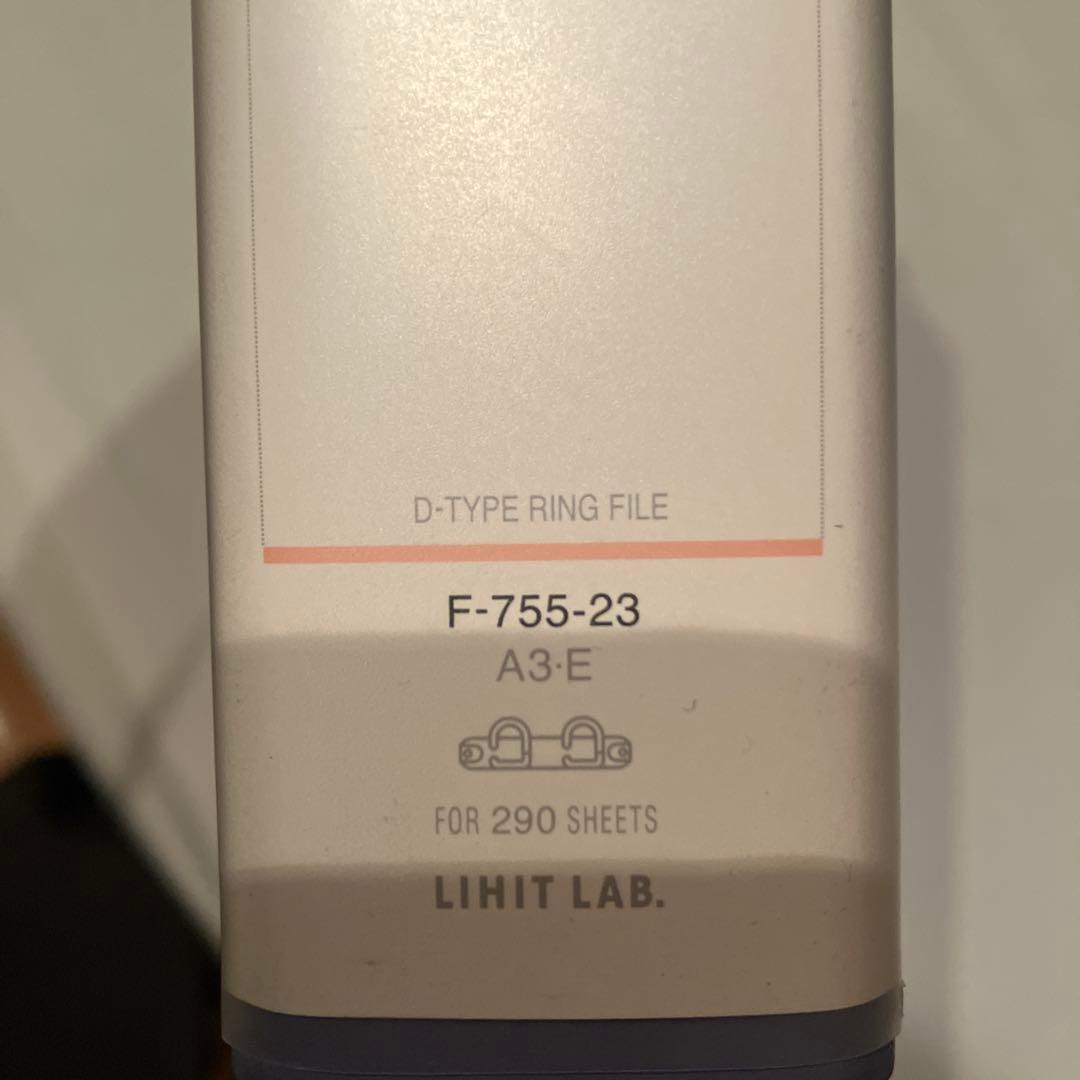 D-TYPE RING FILE
F-755-23
A3·E
FOR 290 SHEETS
LIHIT LAB.